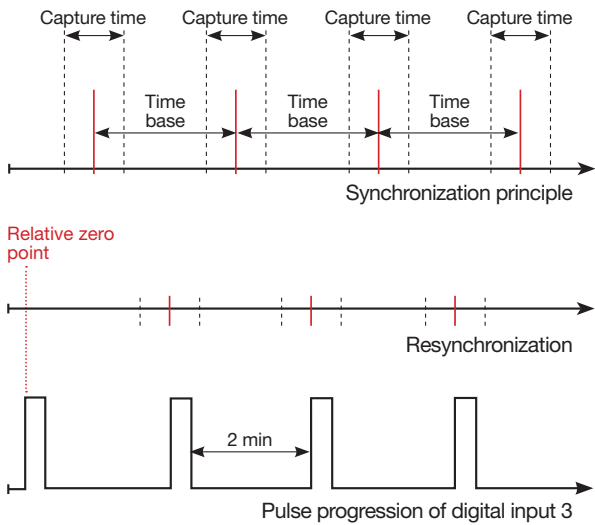 Capture time
Capture time
Capture time
Capture time
Time
base
Time
base
Time
base
Synchronization principle
Relative zero
point
Resynchronization
2 min
Pulse progression of digital input 3